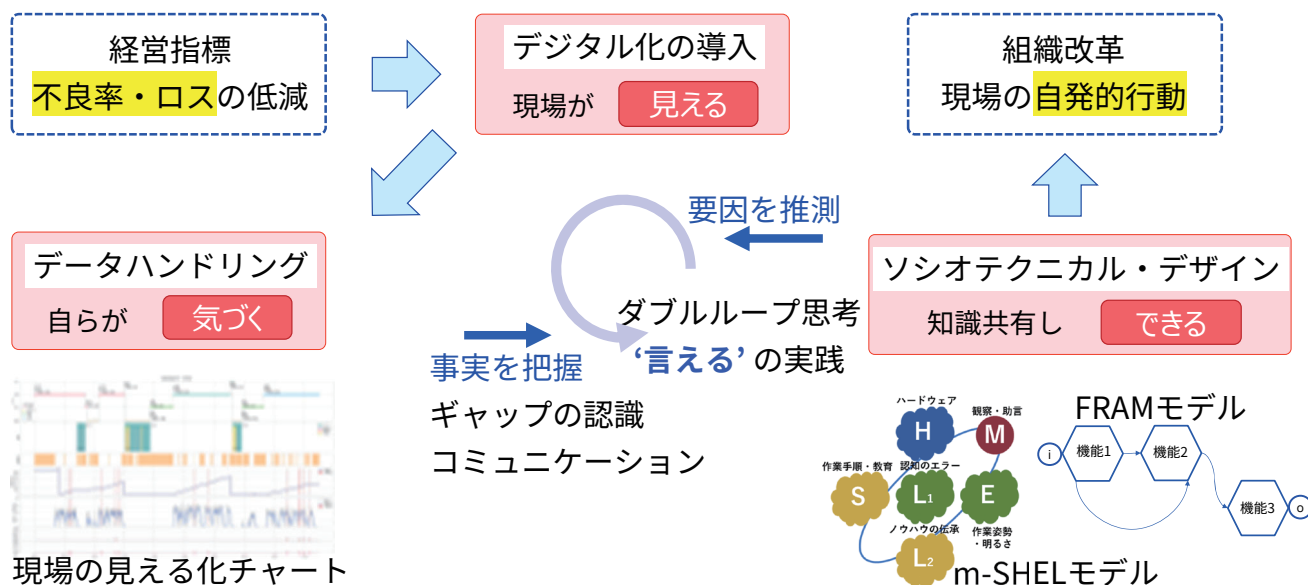 経営指標
不良率・ロスの低減
デジタル化の導入
現場が 見える
組織改革
現場の自発的行動
データハンドリング
自らが 気づく
要因を推測
ダブルループ思考
‘言える’ の実践
事実を把握
ギャップの認識
コミュニケーション
ソシオテクニカル・デザイン
知識共有し できる
現場の見える化チャート
ハードウェア
H
観察・助言
M
作業手順・教育
S
認知のエラー
L1
E
作業姿勢
・明るさ
ノウハウの伝承
L2
m-SHELモデル
FRAMモデル
i
機能1
機能2
機能3
o